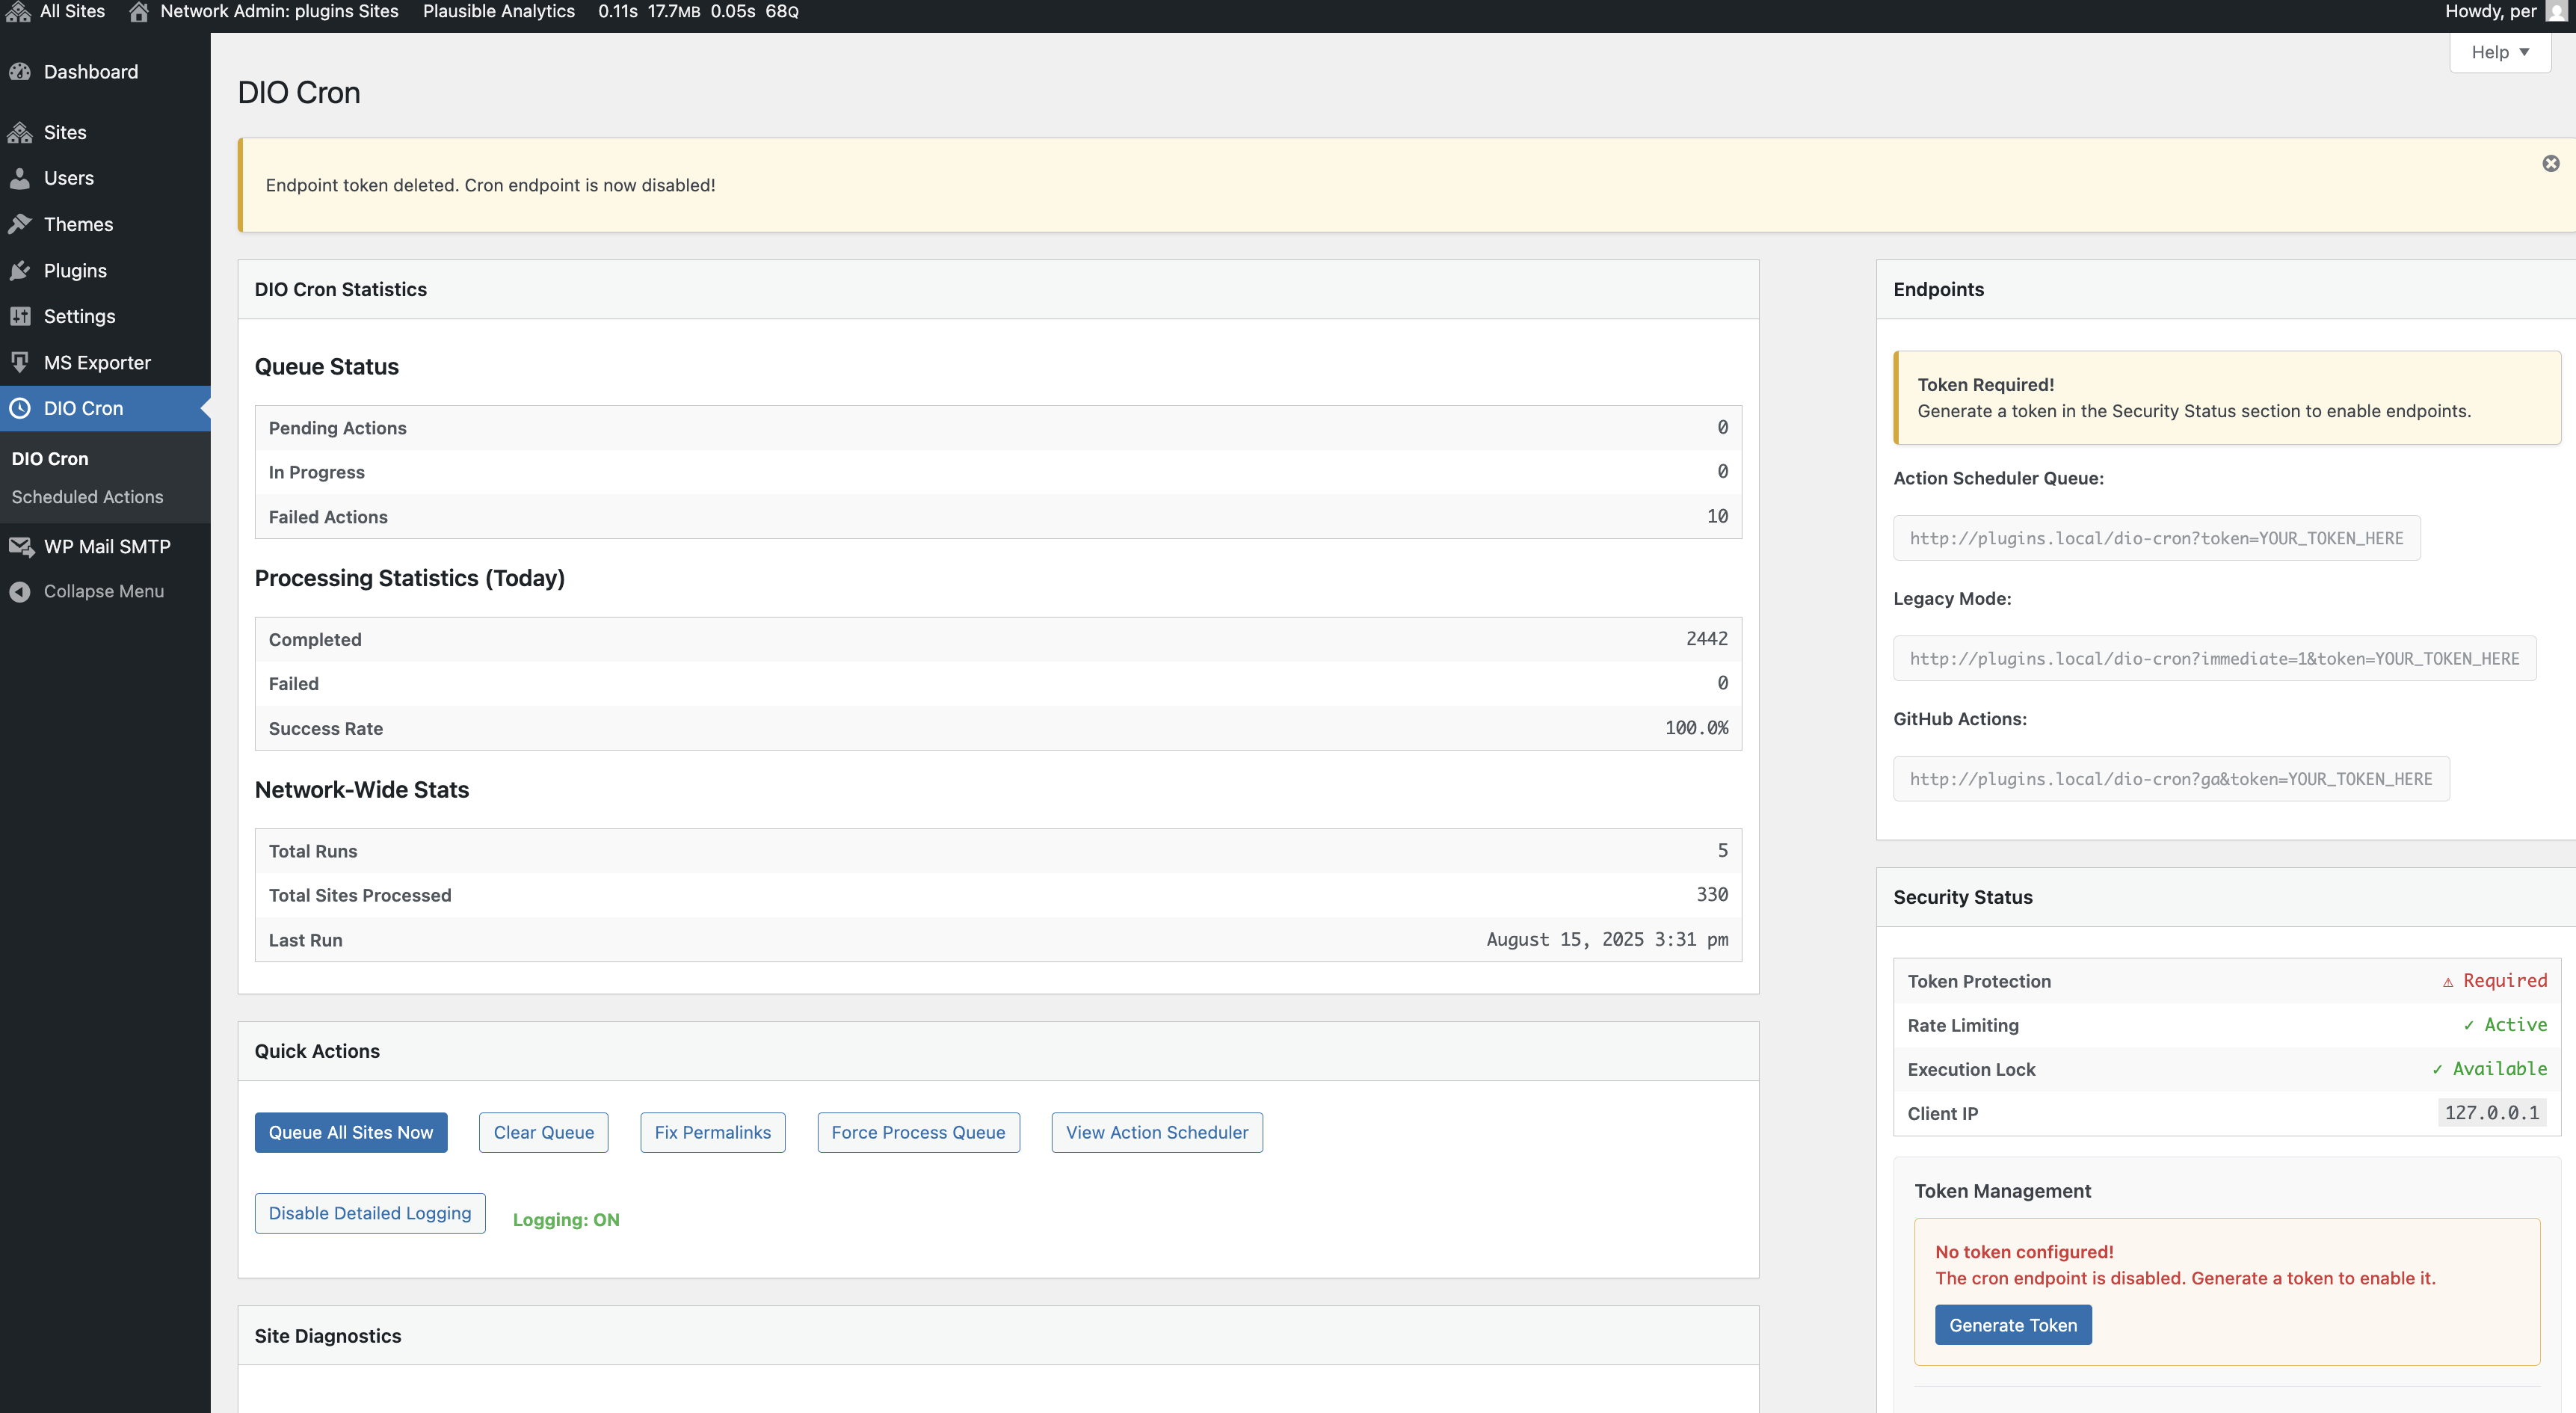 All Sites
Network Admin: plugins Sites
Plausible Analytics
0.11s 17.7MB 0.05s 68Q
Howdy, per
Dashboard
Sites
Users
Themes
Plugins
Settings
MS Exporter
DIO Cron
DIO Cron
Scheduled Actions
WP Mail SMTP
Collapse Menu
Help ▼
DIO Cron
Endpoint token deleted. Cron endpoint is now disabled!
DIO Cron Statistics
Queue Status
Pending Actions 0
In Progress 0
Failed Actions 10
Processing Statistics (Today)
Completed 2442
Failed 0
Success Rate 100.0%
Network-Wide Stats
Total Runs 5
Total Sites Processed 330
Last Run August 15, 2025 3:31 pm
Quick Actions
Queue All Sites Now
Clear Queue
Fix Permalinks
Force Process Queue
View Action Scheduler
Disable Detailed Logging
Logging: ON
Site Diagnostics
Endpoints
Token Required!
Generate a token in the Security Status section to enable endpoints.
Action Scheduler Queue:
http://plugins.local/dio-cron?token=YOUR_TOKEN_HERE
Legacy Mode:
http://plugins.local/dio-cron?immediate=1&token=YOUR_TOKEN_HERE
GitHub Actions:
http://plugins.local/dio-cron?ga&token=YOUR_TOKEN_HERE
Security Status
Token Protection ⚠ Required
Rate Limiting ✓ Active
Execution Lock ✓ Available
Client IP 127.0.0.1
Token Management
No token configured!
The cron endpoint is disabled. Generate a token to enable it.
Generate Token